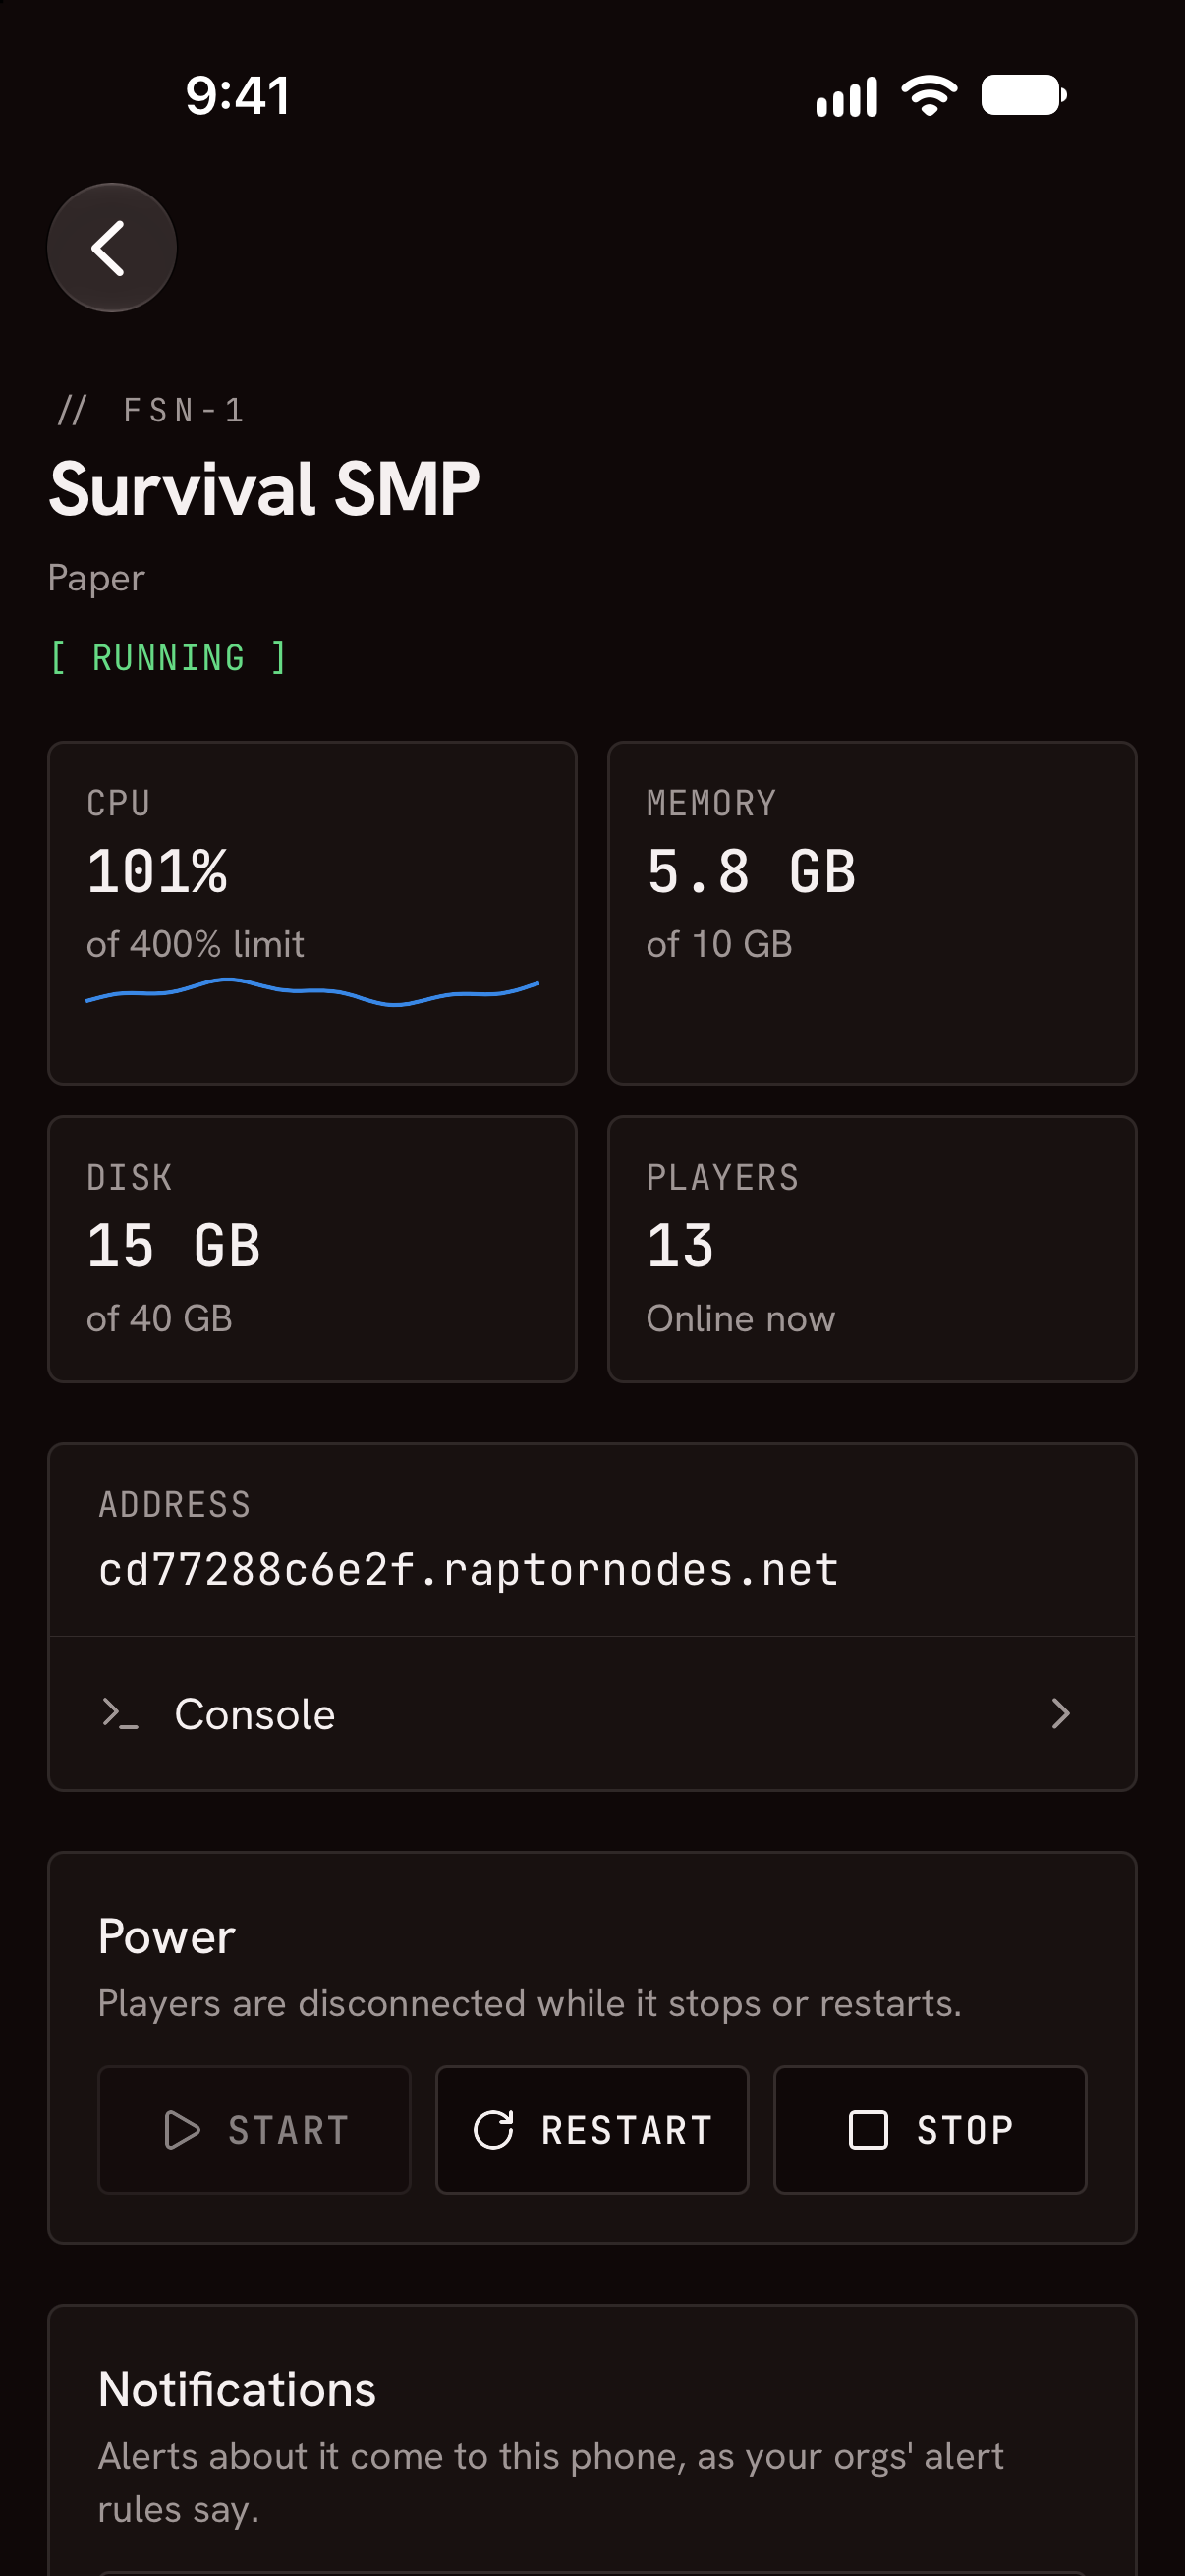 9:41
// FSN-1
Survival SMP
Paper
[ RUNNING ]
CPU
101%
of 400% limit
MEMORY
5.8 GB
of 10 GB
DISK
15 GB
of 40 GB
PLAYERS
13
Online now
ADDRESS
cd77288c6e2f.raptornodes.net
>_ Console
Power
Players are disconnected while it stops or restarts.
START
RESTART
STOP
Notifications
Alerts about it come to this phone, as your orgs' alert
rules say.